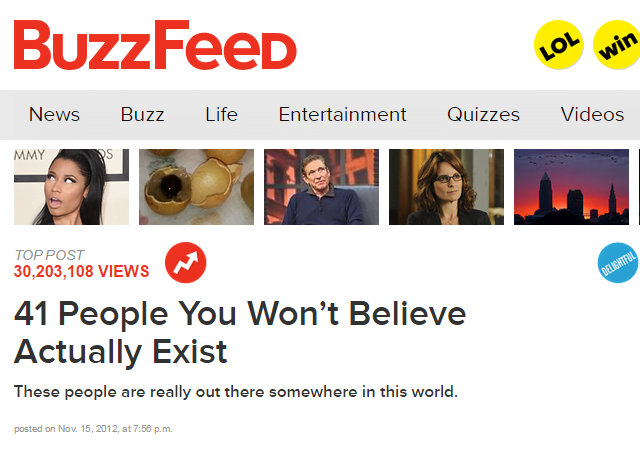 BuzzFeed
LOL
win
News Buzz Life Entertainment Quizzes Videos
MMY
OS
TOP POST
30,203,108 VIEWS
DELIGHTFUL
41 People You Won’t Believe
Actually Exist
These people are really out there somewhere in this world.
posted on Nov. 15, 2012, at 7:56 p.m.